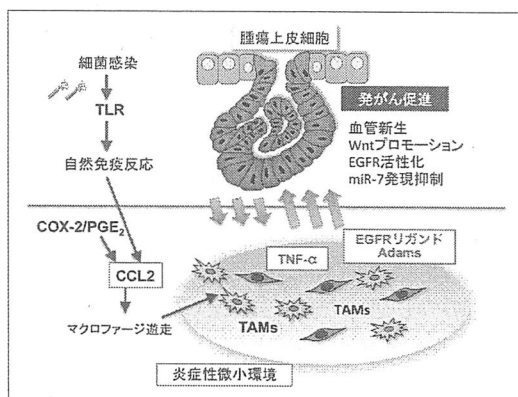 腫瘍上皮細胞
細菌感染
TLR
自然免疫反応
発がん促進
血管新生
Wntプロモーション
EGFR活性化
miR-7発現抑制
COX-2/PGE₂
CCL2
マクロファージ遊走
TNF-α
EGFRリガンド
Adams
TAMs
TAMs
炎症性微小環境